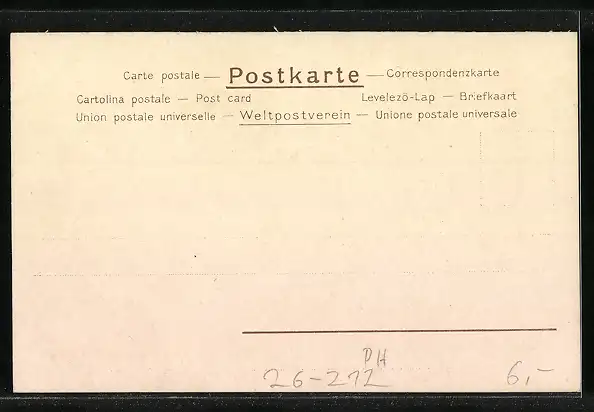 Carte postale — Postkarte — Correspondenzkarte
Cartolina postale — Post card Levelezö-Lap — Briefkaart
Union postale universelle — Weltpostverein — Unione postale universale
PH
26-212 6,-